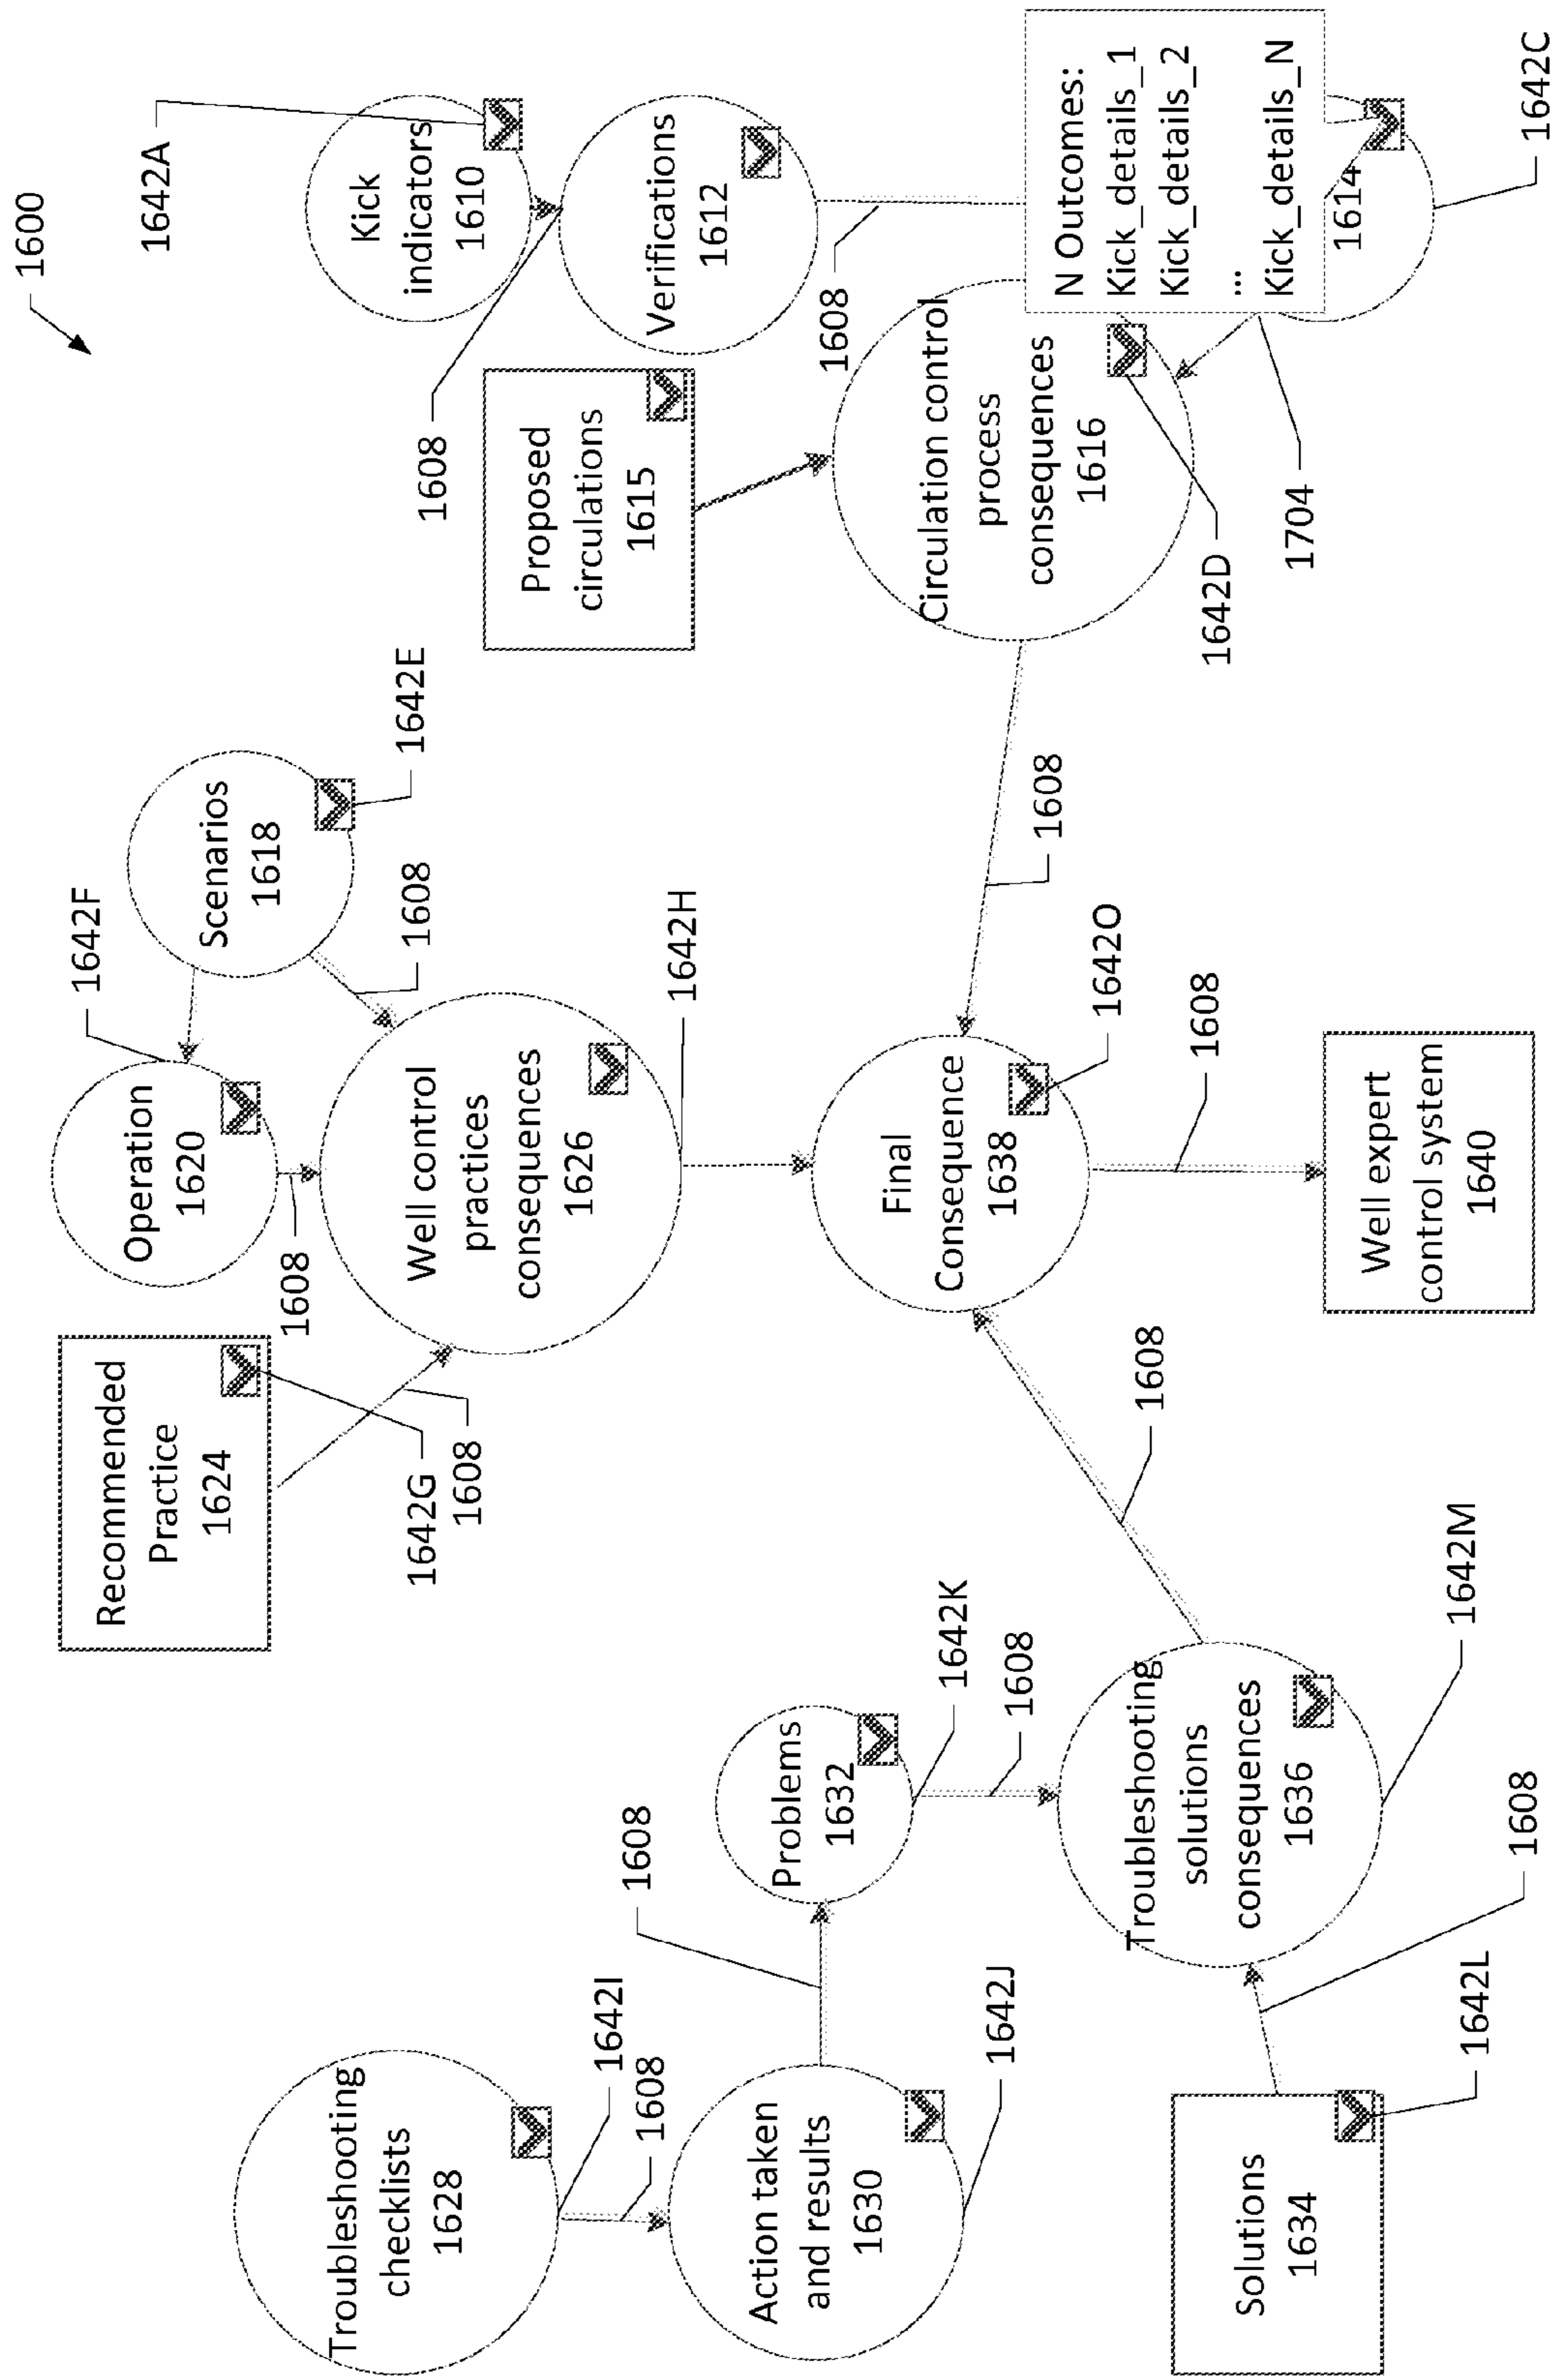 1600
Troubleshooting
checklists
1628
1642I
1608
Action taken
and results
1630
1642J
1608
Problems
1632
1642K
1608
Solutions
1634
1642L
1608
Troubleshooting
solutions
consequences
1636
1642M
1608
Recommended
Practice
1624
1642G
1608
Operation
1620
1642F
1608
Scenarios
1618
1642E
1608
Well control
practices
consequences
1626
1642H
Final
Consequence
1638
1642O
1608
1608
Well expert
control system
1640
Kick
indicators
1610
1642A
1608
Verifications
1612
1608
Proposed
circulations
1615
Circulation control
process
consequences
1616
1642D
1704
N Outcomes:
Kick_details_1
Kick_details_2
...
Kick_details_N
1614
1642C